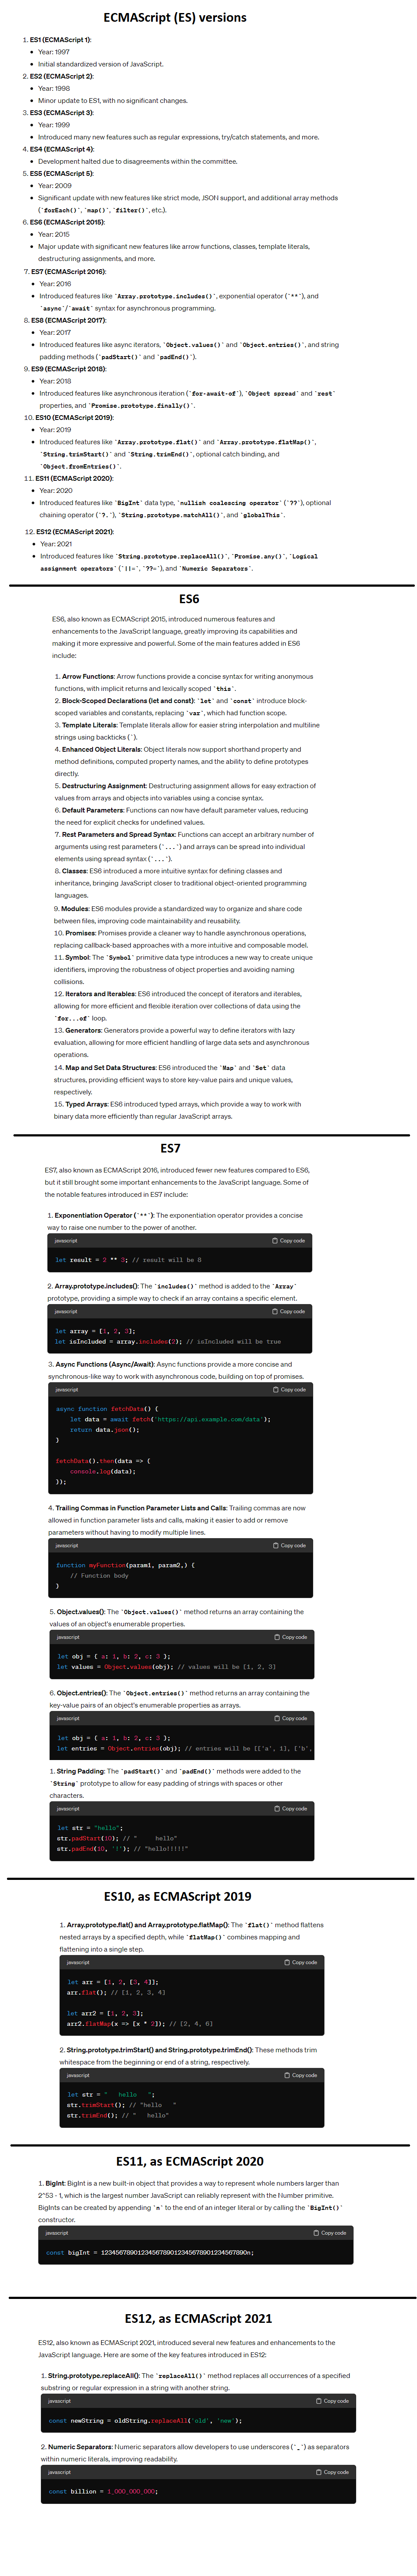 ECMAScript (ES) versions
1. ES1 (ECMAScript 1):
• Year: 1997
• Initial standardized version of JavaScript.
2. ES2 (ECMAScript 2):
• Year: 1998
• Minor update to ES1, with no significant changes.
3. ES3 (ECMAScript 3):
• Year: 1999
• Introduced many new features such as regular expressions, try/catch statements, and more.
4. ES4 (ECMAScript 4):
• Development halted due to disagreements within the committee.
5. ES5 (ECMAScript 5):
• Year: 2009
• Significant update with new features like strict mode, JSON support, and additional array methods
(`forEach()`, `map()`, `filter()`, etc.).
6. ES6 (ECMAScript 2015):
• Year: 2015
• Major update with significant new features like arrow functions, classes, template literals,
destructuring assignments, and more.
7. ES7 (ECMAScript 2016):
• Year: 2016
• Introduced features like `Array.prototype.includes()`, exponential operator (`**`), and
`async`/`await` syntax for asynchronous programming.
8. ES8 (ECMAScript 2017):
• Year: 2017
• Introduced features like async iterators, `Object.values()` and `Object.entries()`, and string
padding methods (`padStart()` and `padEnd()`).
9. ES9 (ECMAScript 2018):
• Year: 2018
• Introduced features like asynchronous iteration (`for-await-of`), `Object spread` and `rest`
properties, and `Promise.prototype.finally()`.
10. ES10 (ECMAScript 2019):
• Year: 2019
• Introduced features like `Array.prototype.flat()` and `Array.prototype.flatMap()`,
`String.trimStart()` and `String.trimEnd()`, optional catch binding, and
`Object.fromEntries()`.
11. ES11 (ECMAScript 2020):
• Year: 2020
• Introduced features like `BigInt` data type, `nullish coalescing operator` (`??`), optional
chaining operator (`?.`), `String.prototype.matchAll()`, and `globalThis`.
12. ES12 (ECMAScript 2021):
• Year: 2021
• Introduced features like `String.prototype.replaceAll()`, `Promise.any()`, `Logical
assignment operators` (`||=`, `??=`), and `Numeric Separators`.
ES6
ES6, also known as ECMAScript 2015, introduced numerous features and
enhancements to the JavaScript language, greatly improving its capabilities and
making it more expressive and powerful. Some of the main features added in ES6
include:
1. Arrow Functions: Arrow functions provide a concise syntax for writing anonymous
functions, with implicit returns and lexically scoped `this`.
2. Block-Scoped Declarations (let and const): `let` and `const` introduce block-
scoped variables and constants, replacing `var`, which had function scope.
3. Template Literals: Template literals allow for easier string interpolation and multiline
strings using backticks (`).
4. Enhanced Object Literals: Object literals now support shorthand property and
method definitions, computed property names, and the ability to define prototypes
directly.
5. Destructuring Assignment: Destructuring assignment allows for easy extraction of
values from arrays and objects into variables using a concise syntax.
6. Default Parameters: Functions can now have default parameter values, reducing
the need for explicit checks for undefined values.
7. Rest Parameters and Spread Syntax: Functions can accept an arbitrary number of
arguments using rest parameters (`...`) and arrays can be spread into individual
elements using spread syntax (`...`).
8. Classes: ES6 introduced a more intuitive syntax for defining classes and
inheritance, bringing JavaScript closer to traditional object-oriented programming
languages.
9. Modules: ES6 modules provide a standardized way to organize and share code
between files, improving code maintainability and reusability.
10. Promises: Promises provide a cleaner way to handle asynchronous operations,
replacing callback-based approaches with a more intuitive and composable model.
11. Symbol: The `Symbol` primitive data type introduces a new way to create unique
identifiers, improving the robustness of object properties and avoiding naming
collisions.
12. Iterators and Iterables: ES6 introduced the concept of iterators and iterables,
allowing for more efficient and flexible iteration over collections of data using the
`for...of` loop.
13. Generators: Generators provide a powerful way to define iterators with lazy
evaluation, allowing for more efficient handling of large data sets and asynchronous
operations.
14. Map and Set Data Structures: ES6 introduced the `Map` and `Set` data
structures, providing efficient ways to store key-value pairs and unique values,
respectively.
15. Typed Arrays: ES6 introduced typed arrays, which provide a way to work with
binary data more efficiently than regular JavaScript arrays.
ES7
ES7, also known as ECMAScript 2016, introduced fewer new features compared to ES6,
but it still brought some important enhancements to the JavaScript language. Some of
the notable features introduced in ES7 include:
1. Exponentiation Operator (`**`): The exponentiation operator provides a concise
way to raise one number to the power of another.
javascript Copy code
let result = 2 ** 3; // result will be 8
2. Array.prototype.includes(): The `includes()` method is added to the `Array`
prototype, providing a simple way to check if an array contains a specific element.
javascript Copy code
let array = [1, 2, 3];
let isIncluded = array.includes(2); // isIncluded will be true
3. Async Functions (Async/Await): Async functions provide a more concise and
synchronous-like way to work with asynchronous code, building on top of promises.
javascript Copy code
async function fetchData() {
let data = await fetch('https://api.example.com/data');
return data.json();
}
fetchData().then(data => {
console.log(data);
});
4. Trailing Commas in Function Parameter Lists and Calls: Trailing commas are now
allowed in function parameter lists and calls, making it easier to add or remove
parameters without having to modify multiple lines.
javascript Copy code
function myFunction(param1, param2,) {
// Function body
}
5. Object.values(): The `Object.values()` method returns an array containing the
values of an object's enumerable properties.
javascript Copy code
let obj = { a: 1, b: 2, c: 3 };
let values = Object.values(obj); // values will be [1, 2, 3]
6. Object.entries(): The `Object.entries()` method returns an array containing the
key-value pairs of an object's enumerable properties as arrays.
javascript Copy code
let obj = { a: 1, b: 2, c: 3 };
let entries = Object.entries(obj); // entries will be [['a', 1], ['b',
1. String Padding: The `padStart()` and `padEnd()` methods were added to the
`String` prototype to allow for easy padding of strings with spaces or other
characters.
javascript Copy code
let str = "hello";
str.padStart(10); // "     hello"
str.padEnd(10, '!'); // "hello!!!!!"
ES10, as ECMAScript 2019
1. Array.prototype.flat() and Array.prototype.flatMap(): The `flat()` method flattens
nested arrays by a specified depth, while `flatMap()` combines mapping and
flattening into a single step.
javascript Copy code
let arr = [1, 2, [3, 4]];
arr.flat(); // [1, 2, 3, 4]
let arr2 = [1, 2, 3];
arr2.flatMap(x => [x * 2]); // [2, 4, 6]
2. String.prototype.trimStart() and String.prototype.trimEnd(): These methods trim
whitespace from the beginning or end of a string, respectively.
javascript Copy code
let str = "   hello   ";
str.trimStart(); // "hello   "
str.trimEnd(); // "   hello"
ES11, as ECMAScript 2020
1. BigInt: BigInt is a new built-in object that provides a way to represent whole numbers larger than
2^53 - 1, which is the largest number JavaScript can reliably represent with the Number primitive.
BigInts can be created by appending `n` to the end of an integer literal or by calling the `BigInt()`
constructor.
javascript Copy code
const bigInt = 1234567890123456789012345678901234567890n;
ES12, as ECMAScript 2021
ES12, also known as ECMAScript 2021, introduced several new features and enhancements to the
JavaScript language. Here are some of the key features introduced in ES12:
1. String.prototype.replaceAll(): The `replaceAll()` method replaces all occurrences of a specified
substring or regular expression in a string with another string.
javascript Copy code
const newString = oldString.replaceAll('old', 'new');
2. Numeric Separators: Numeric separators allow developers to use underscores (`_`) as separators
within numeric literals, improving readability.
javascript Copy code
const billion = 1_000_000_000;